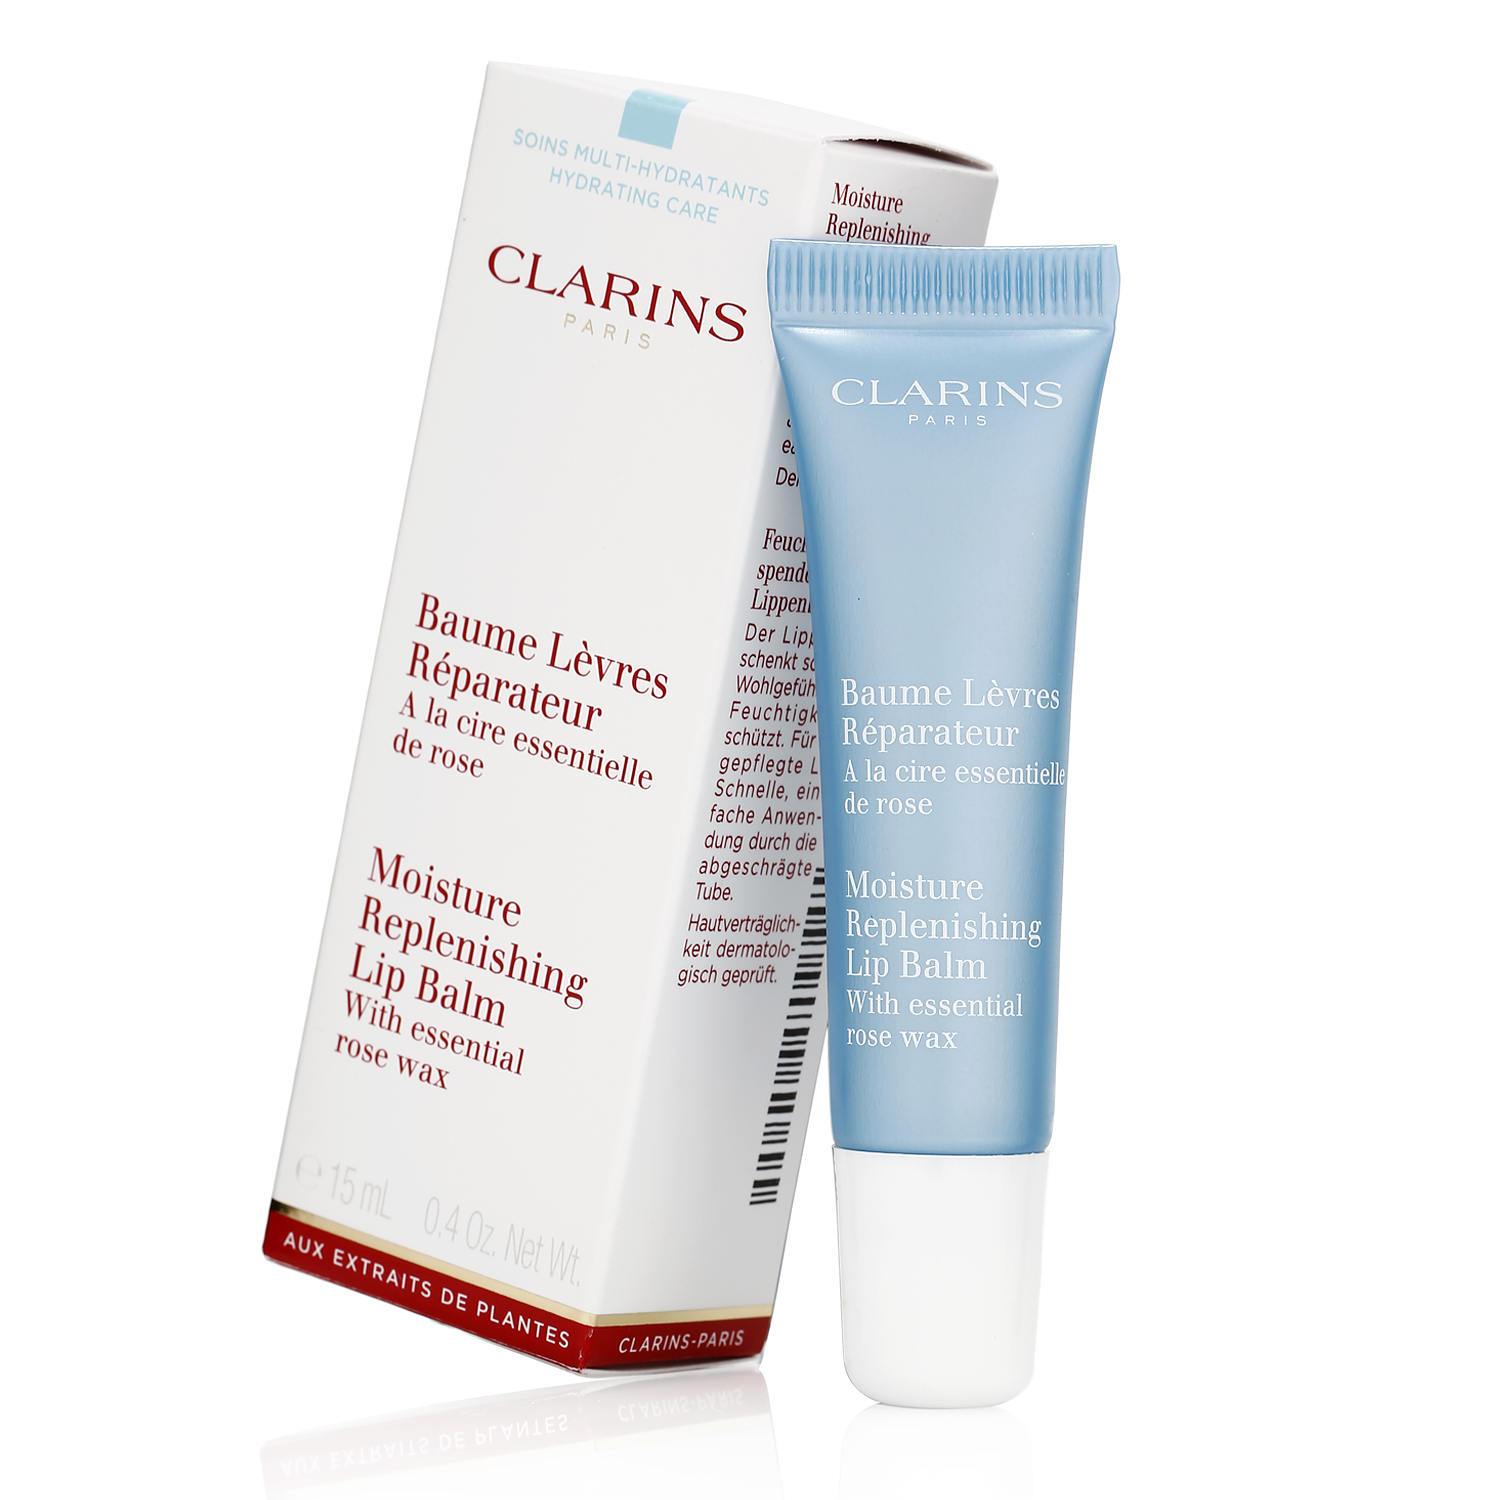 SOINS MULTI-HYDRATANTS
HYDRATING CARE
CLARINS
PARIS
Baume Lèvres
Réparateur
A la cire essentielle
de rose
Moisture
Replenishing
Lip Balm
With essential
rose wax
℮ 15 mL 0.4 Oz. Net Wt.
AUX EXTRAITS DE PLANTES
Moisture
Replenishing
Der
schenkt
Feuchtigk
schützt. Für
gepflegte L
Schnelle, ein-
fache Anwen-
dung durch die
abgeschrägte
Tube.
Hautverträglich-
keit dermatolo-
gisch geprüft.
CLARINS-PARIS
CLARINS
PARIS
Baume Lèvres
Réparateur
A la cire essentielle
de rose
Moisture
Replenishing
Lip Balm
With essential
rose wax